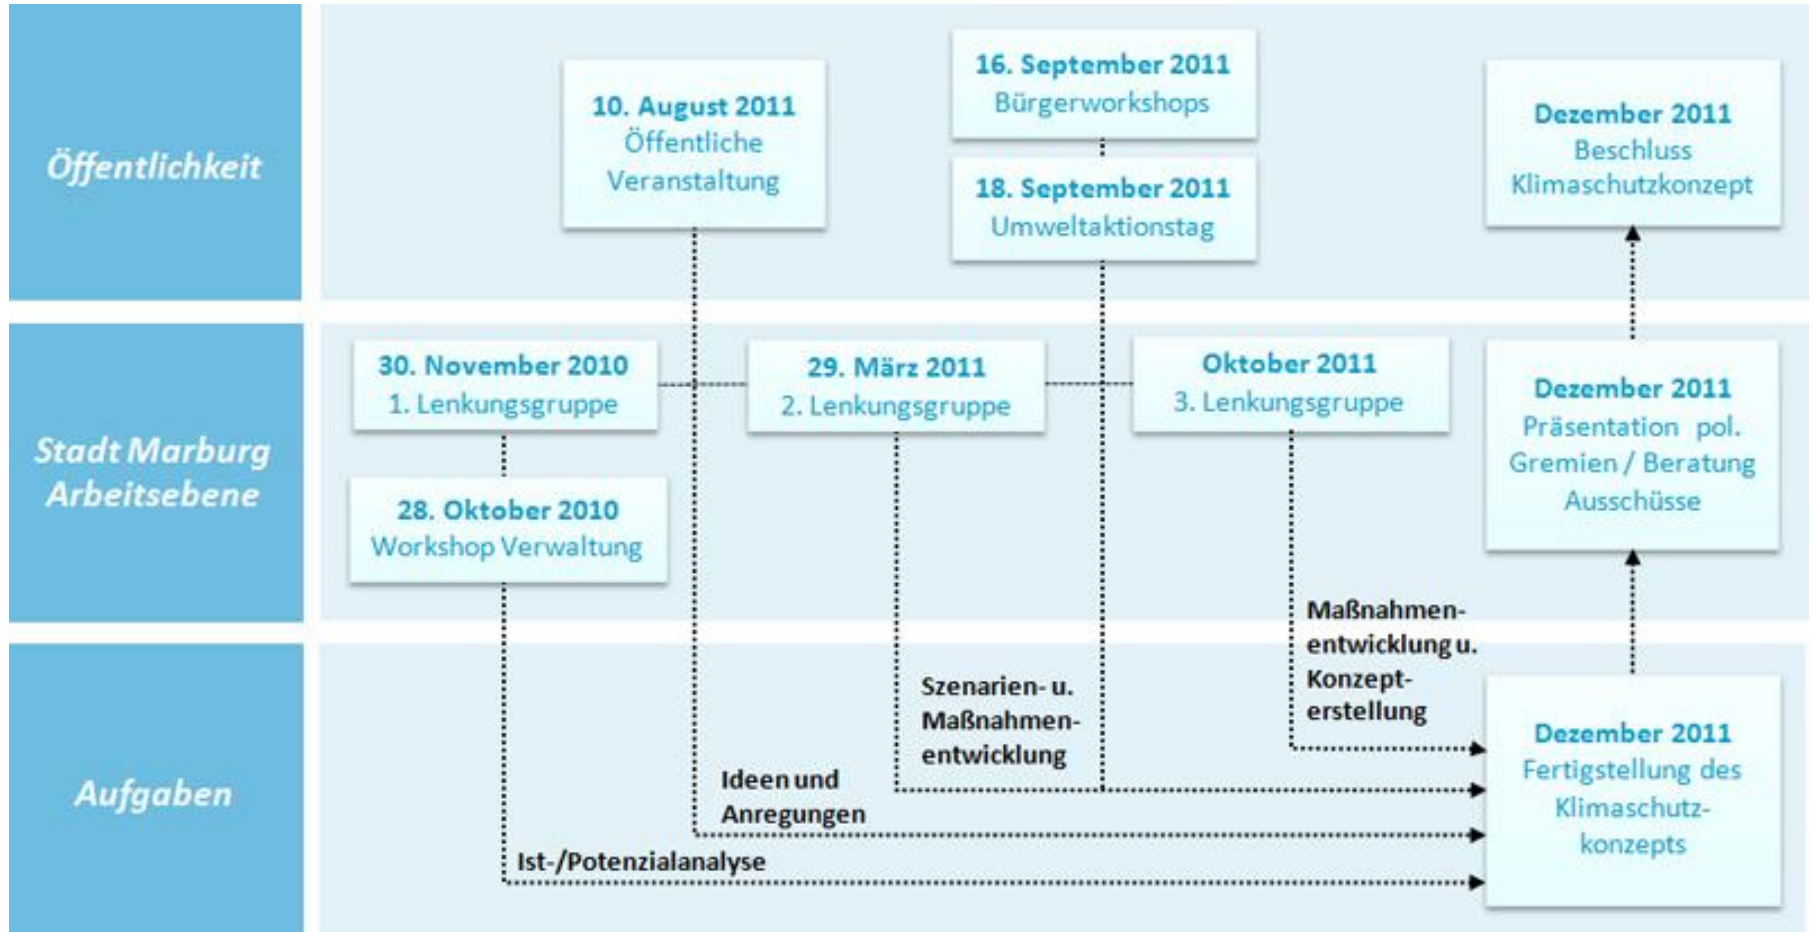 Öffentlichkeit
10. August 2011
Öffentliche
Veranstaltung
16. September 2011
Bürgerworkshops
18. September 2011
Umweltaktionstag
Dezember 2011
Beschluss
Klimaschutzkonzept
Stadt Marburg
Arbeitsebene
30. November 2010
1. Lenkungsgruppe
28. Oktober 2010
Workshop Verwaltung
29. März 2011
2. Lenkungsgruppe
Oktober 2011
3. Lenkungsgruppe
Dezember 2011
Präsentation pol.
Gremien / Beratung
Ausschüsse
Aufgaben
Ist-/Potenzialanalyse
Ideen und
Anregungen
Szenarien- u.
Maßnahmen-
entwicklung
Maßnahmen-
entwicklung u.
Konzept-
erstellung
Dezember 2011
Fertigstellung des
Klimaschutz-
konzepts